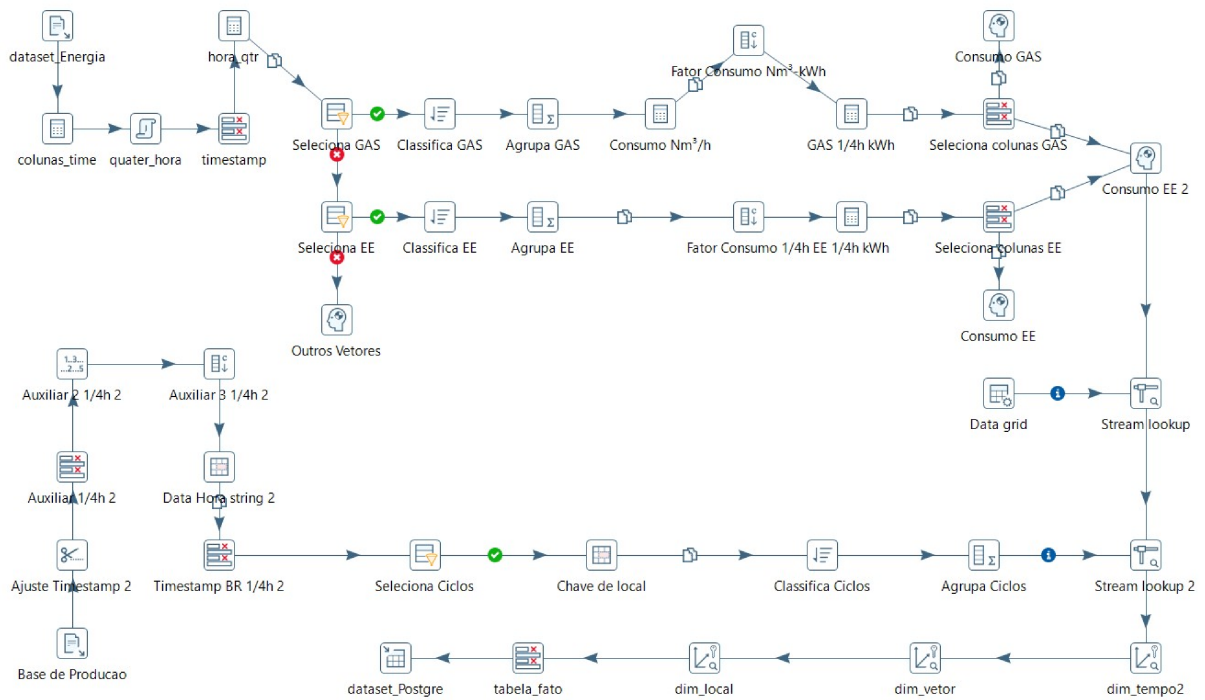 dataset_Energia
hora_qtr
Fator Consumo Nm³-kWh
Consumo GAS
colunas_time
quater_hora
timestamp
Seleciona GAS
Classifica GAS
Agrupa GAS
Consumo Nm³/h
GAS 1/4h kWh
Seleciona colunas GAS
Consumo EE 2
Seleciona EE
Classifica EE
Agrupa EE
Fator Consumo 1/4h
EE 1/4h kWh
Seleciona colunas EE
Outros Vetores
Consumo EE
1..3...
...2...5
Auxiliar 2 1/4h 2
Auxiliar 3 1/4h 2
Data grid
Stream lookup
Auxiliar 1/4h 2
Data Hora string 2
Ajuste Timestamp 2
Timestamp BR 1/4h 2
Seleciona Ciclos
Chave de local
Classifica Ciclos
Agrupa Ciclos
Stream lookup 2
Base de Producao
dataset_Postgre
tabela_fato
dim_local
dim_vetor
dim_tempo2